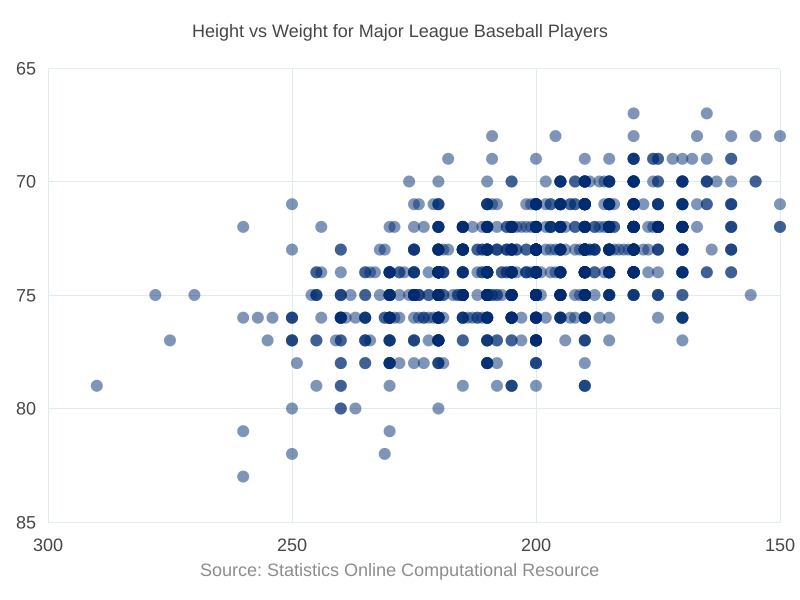 Height vs Weight for Major League Baseball Players
65
70
75
80
85
300 250 200 150
Source: Statistics Online Computational Resource